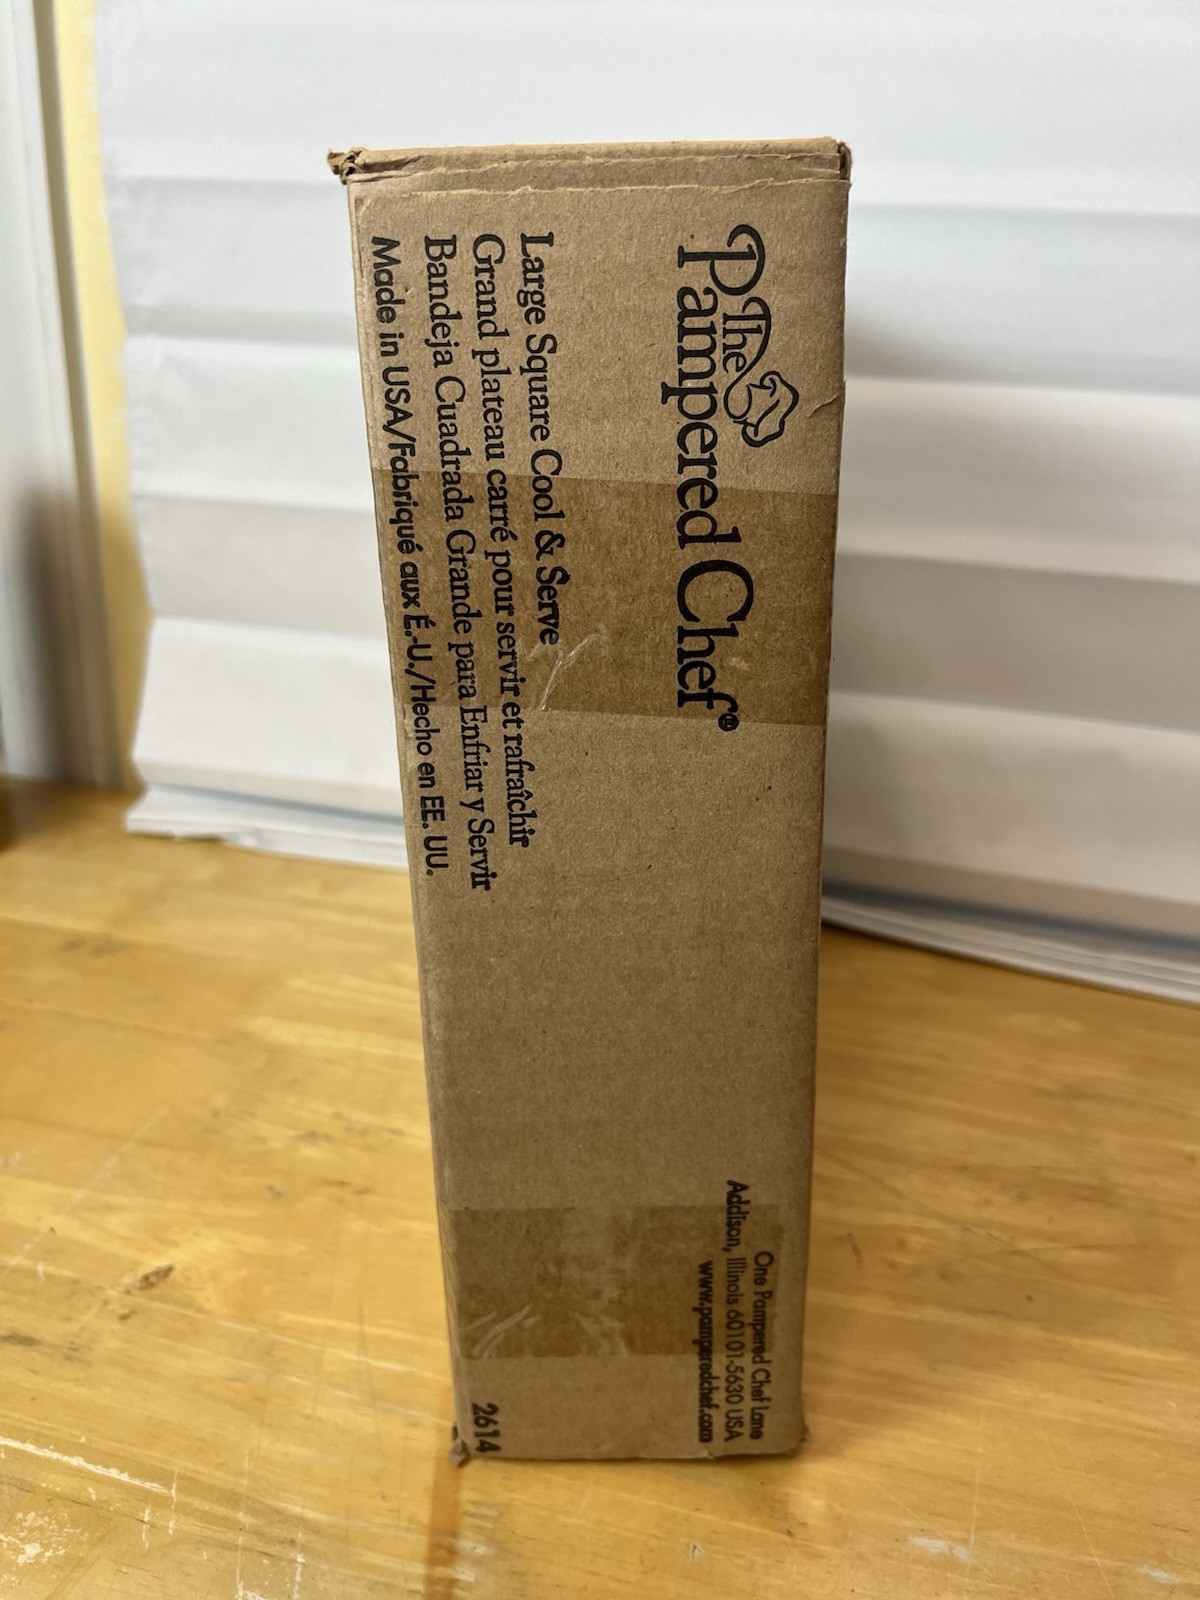 The
Pampered Chef®
Large Square Cool & Serve
Grand plateau carré pour servir et rafraîchir
Bandeja Cuadrada Grande para Enfriar y Servir
Made in USA/Fabriqué aux É.-U./Hecho en EE. UU.
One Pampered Chef Lane
Addison, Illinois 60101-5630 USA
www.pamperedchef.com
2614